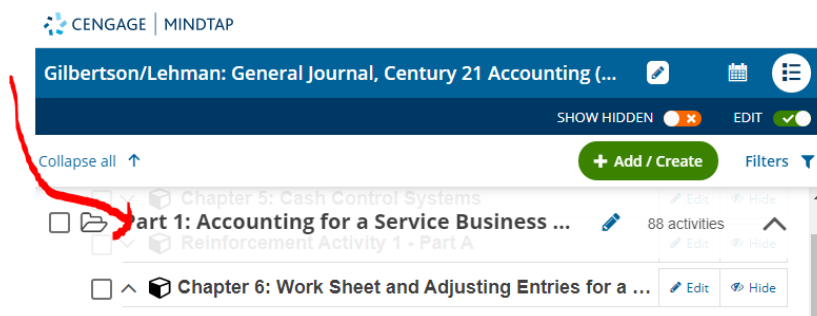 CENGAGE | MINDTAP
Gilbertson/Lehman: General Journal, Century 21 Accounting (...
SHOW HIDDEN EDIT
Collapse all ↑ + Add / Create Filters
Chapter 5: Cash Control Systems Edit Hide
Part 1: Accounting for a Service Business ... 88 activities
Reinforcement Activity 1 - Part A Edit Hide
Chapter 6: Work Sheet and Adjusting Entries for a ... Edit Hide